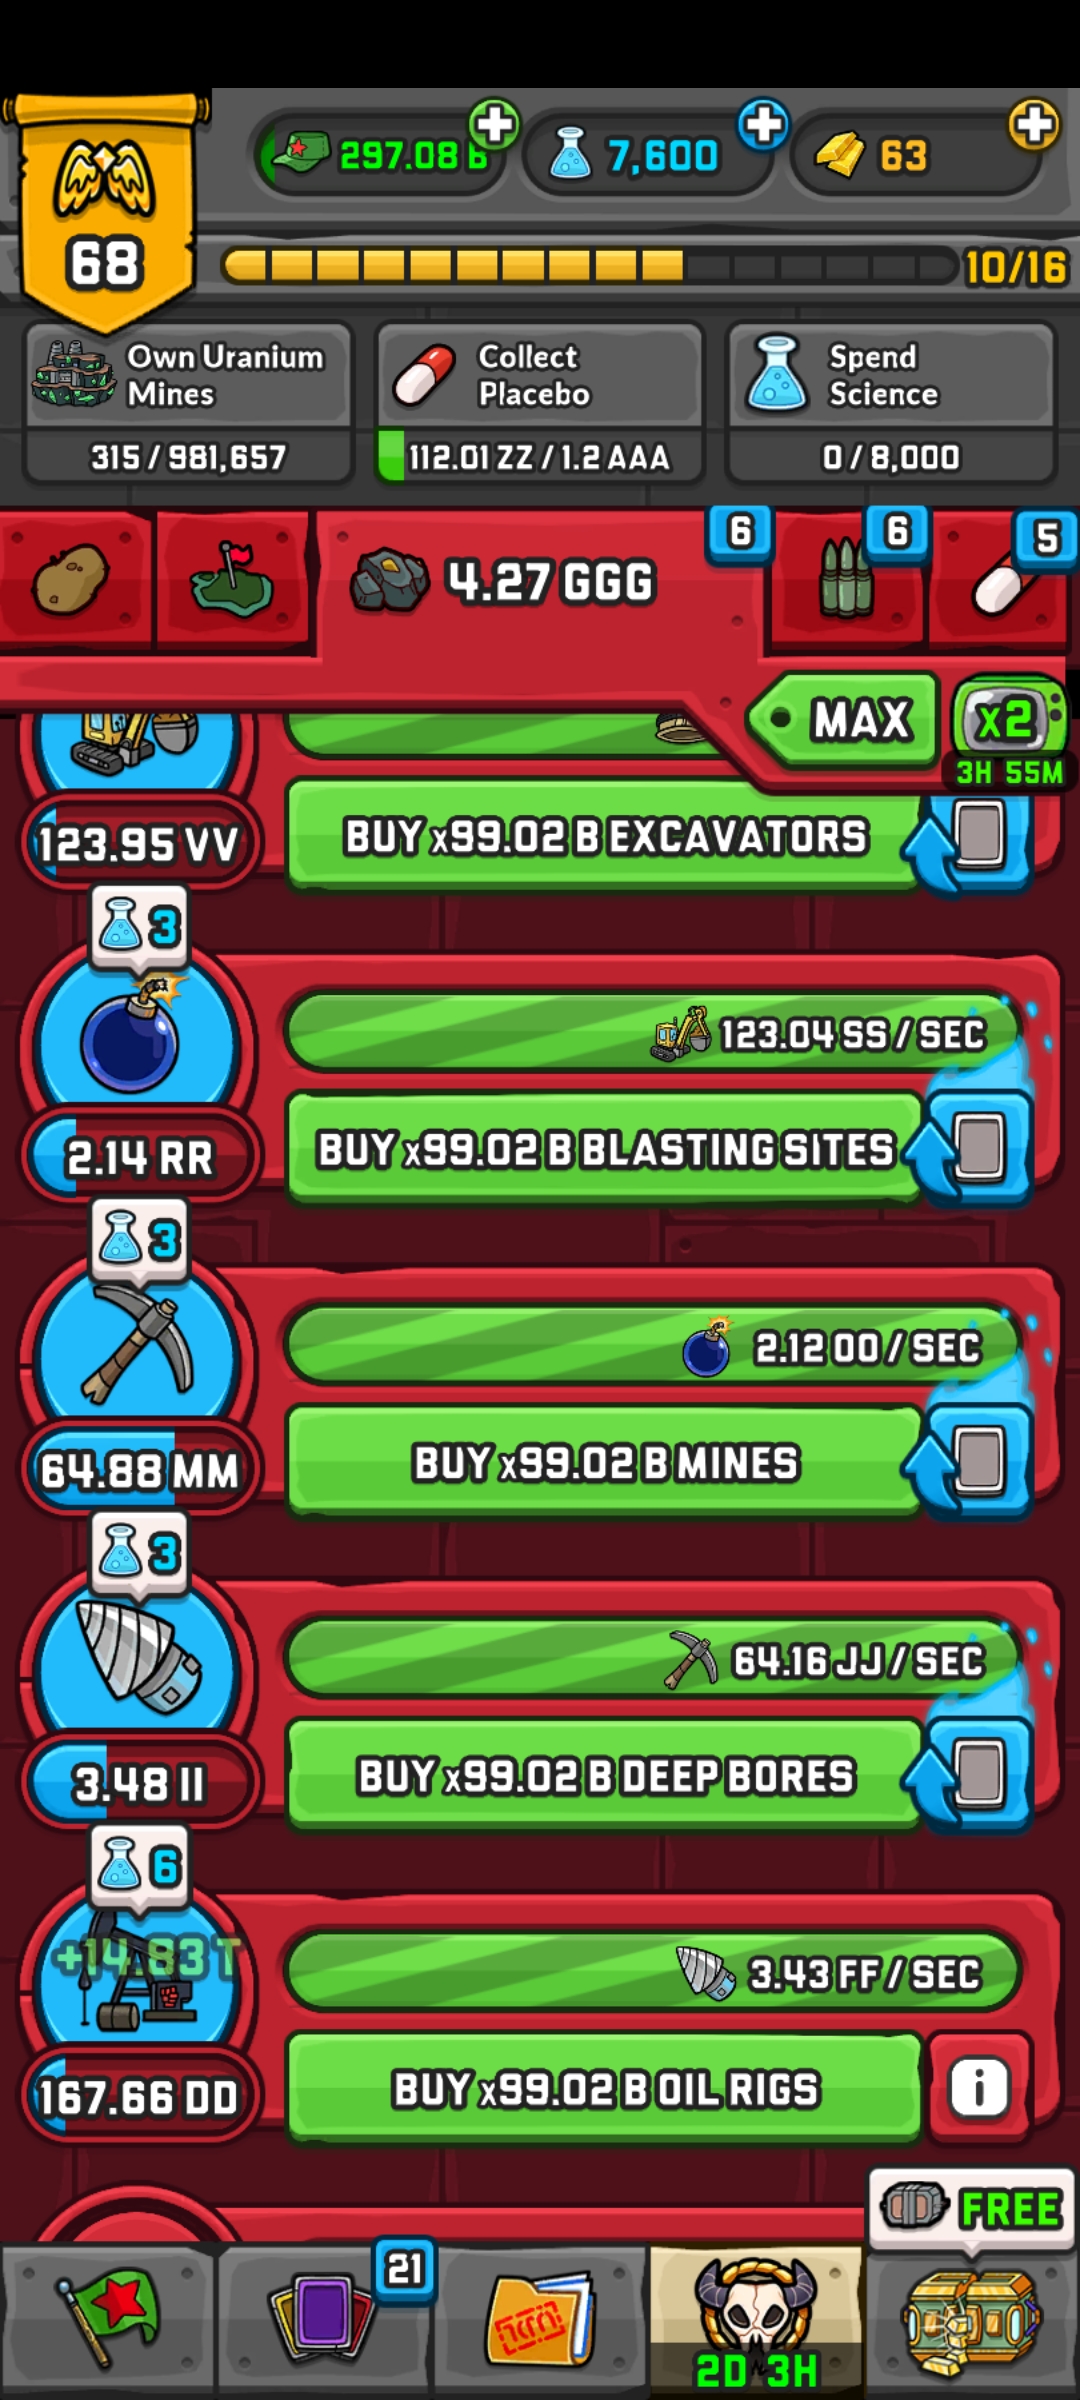 297.08 B
7,600
63
68
10/16
Own Uranium
Mines
315 / 981,657
Collect
Placebo
112.01 ZZ / 1.2 AAA
Spend
Science
0 / 8,000
4.27 GGG
6
6
5
MAX
x2
3H 55M
123.95 VV
BUY x99.02 B EXCAVATORS
3
123.04 SS / SEC
2.14 RR
BUY x99.02 B BLASTING SITES
3
2.12 OO / SEC
64.88 MM
BUY x99.02 B MINES
3
64.16 JJ / SEC
3.48 II
BUY x99.02 B DEEP BORES
6
+14.83 T
3.43 FF / SEC
167.66 DD
BUY x99.02 B OIL RIGS
i
FREE
21
2D 3H